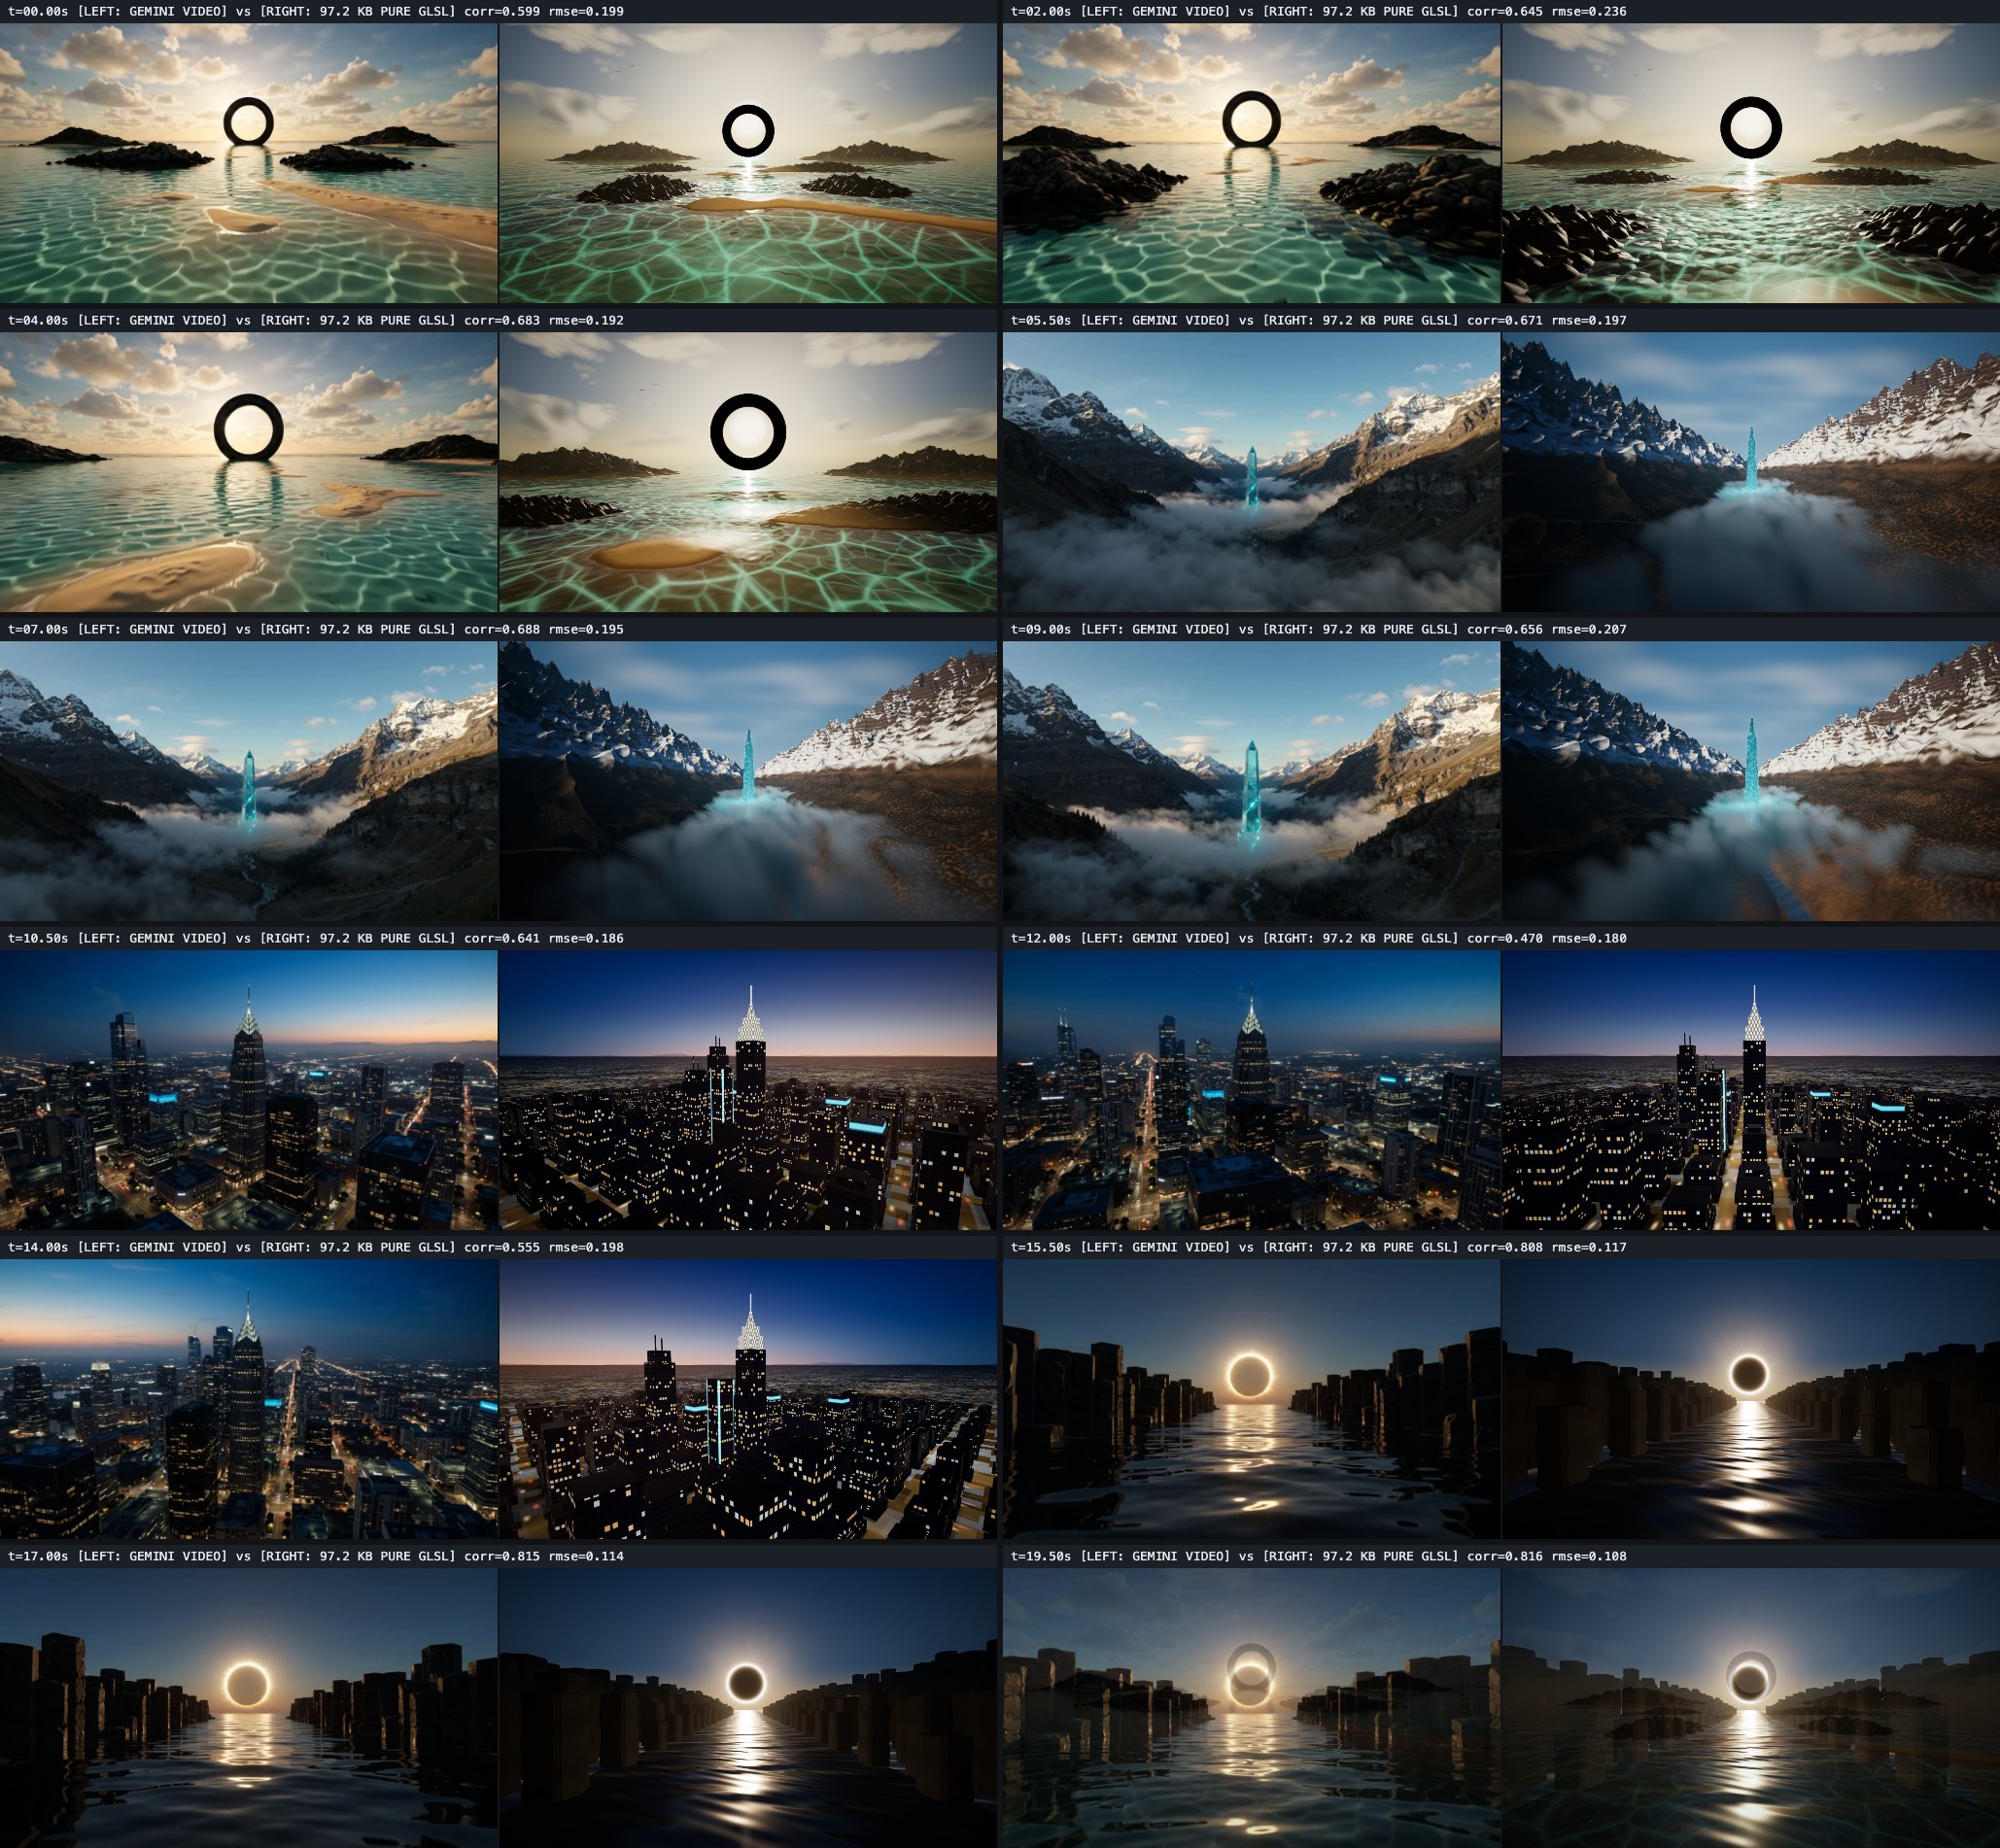 t=00.00s [LEFT: GEMINI VIDEO] vs [RIGHT: 97.2 KB PURE GLSL] corr=0.599 rmse=0.199
t=02.00s [LEFT: GEMINI VIDEO] vs [RIGHT: 97.2 KB PURE GLSL] corr=0.645 rmse=0.236
t=04.00s [LEFT: GEMINI VIDEO] vs [RIGHT: 97.2 KB PURE GLSL] corr=0.683 rmse=0.192
t=05.50s [LEFT: GEMINI VIDEO] vs [RIGHT: 97.2 KB PURE GLSL] corr=0.671 rmse=0.197
t=07.00s [LEFT: GEMINI VIDEO] vs [RIGHT: 97.2 KB PURE GLSL] corr=0.688 rmse=0.195
t=09.00s [LEFT: GEMINI VIDEO] vs [RIGHT: 97.2 KB PURE GLSL] corr=0.656 rmse=0.207
t=10.50s [LEFT: GEMINI VIDEO] vs [RIGHT: 97.2 KB PURE GLSL] corr=0.641 rmse=0.186
t=12.00s [LEFT: GEMINI VIDEO] vs [RIGHT: 97.2 KB PURE GLSL] corr=0.470 rmse=0.180
t=14.00s [LEFT: GEMINI VIDEO] vs [RIGHT: 97.2 KB PURE GLSL] corr=0.555 rmse=0.198
t=15.50s [LEFT: GEMINI VIDEO] vs [RIGHT: 97.2 KB PURE GLSL] corr=0.808 rmse=0.117
t=17.00s [LEFT: GEMINI VIDEO] vs [RIGHT: 97.2 KB PURE GLSL] corr=0.815 rmse=0.114
t=19.50s [LEFT: GEMINI VIDEO] vs [RIGHT: 97.2 KB PURE GLSL] corr=0.816 rmse=0.108